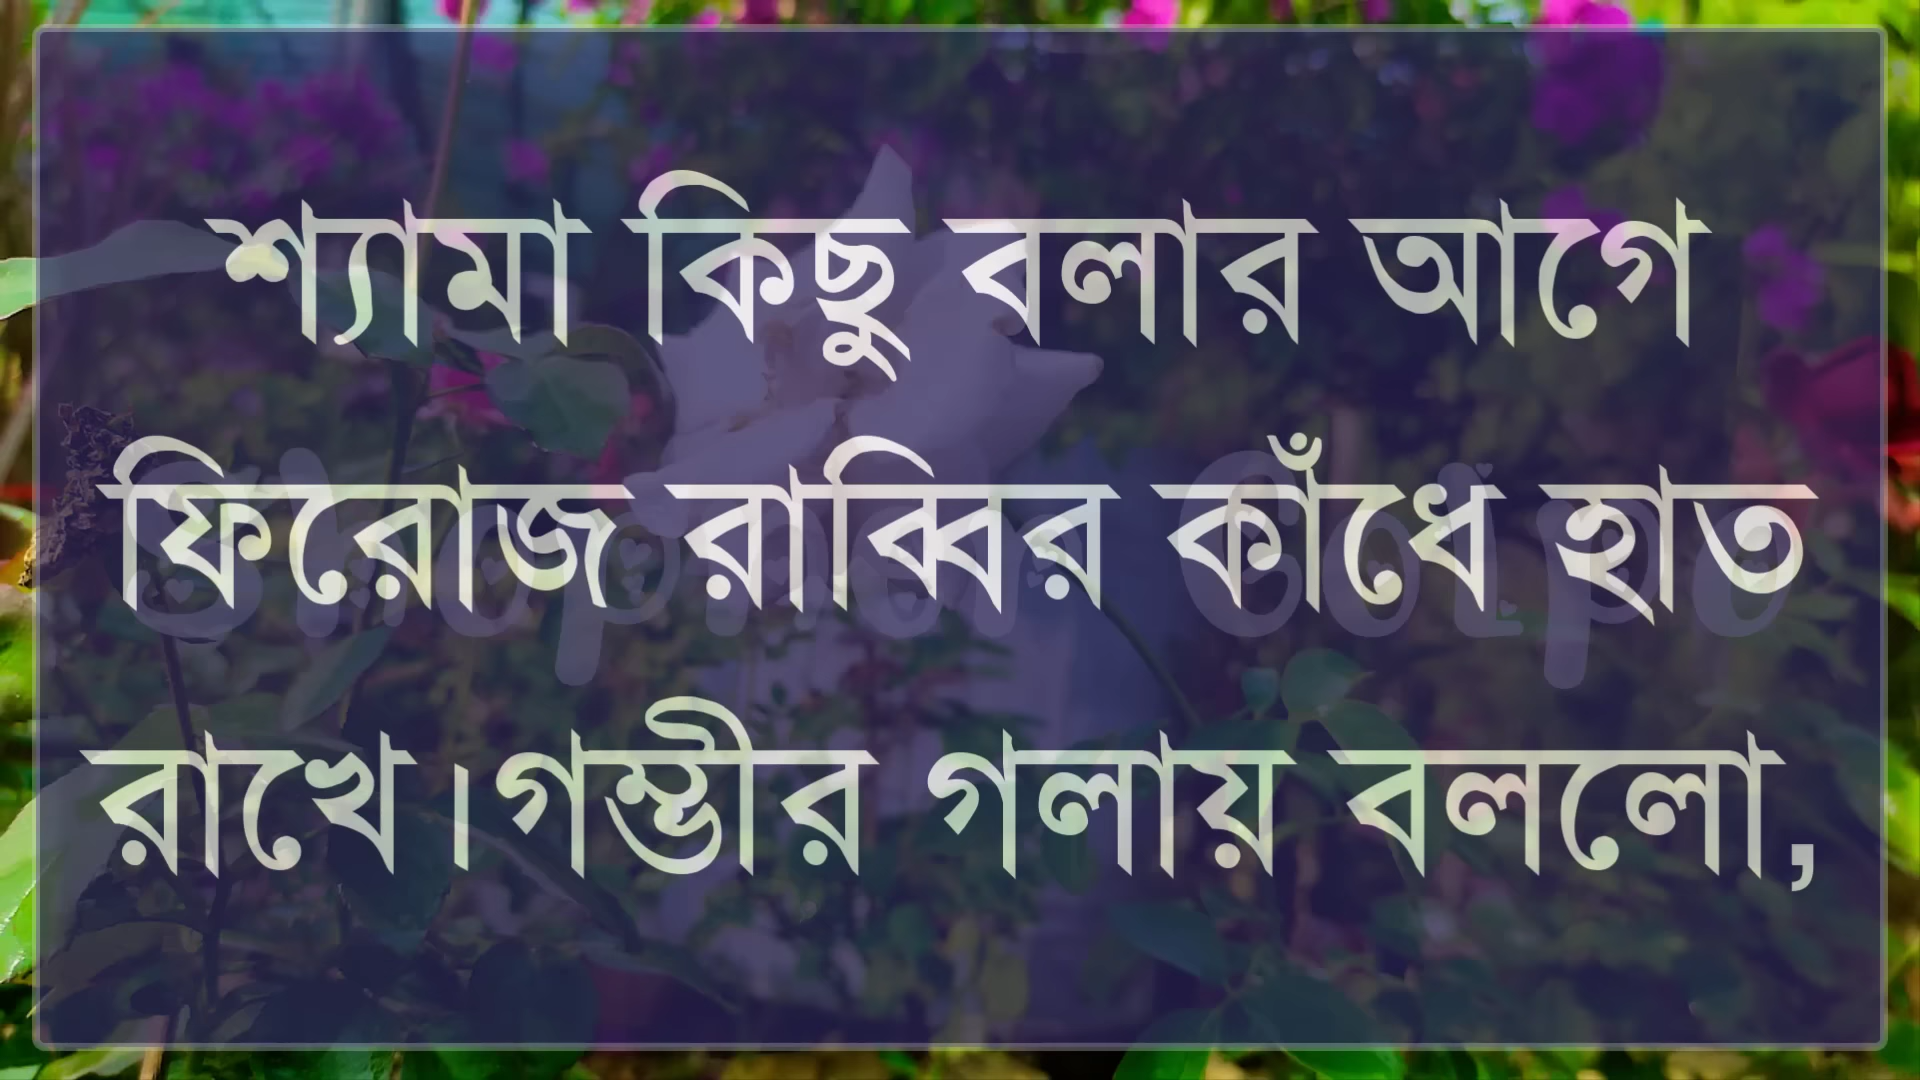 শ্যামা কিছু বলার আগে
ফিরোজ রাব্বির কাঁধে হাত
রাখে।গম্ভীর গলায় বললো,